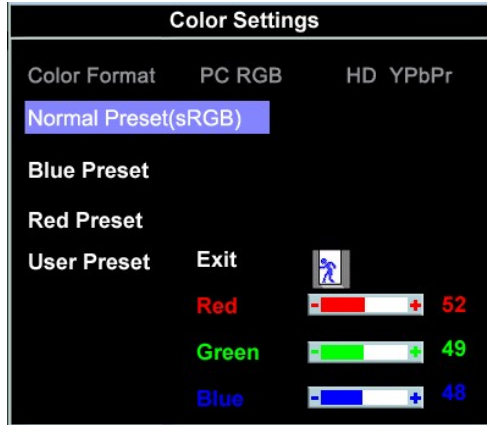 Color Settings
Color Format PC RGB HD YPbPr
Normal Preset(sRGB)
Blue Preset
Red Preset
User Preset Exit
Red - + 52
Green - + 49
Blue - + 48